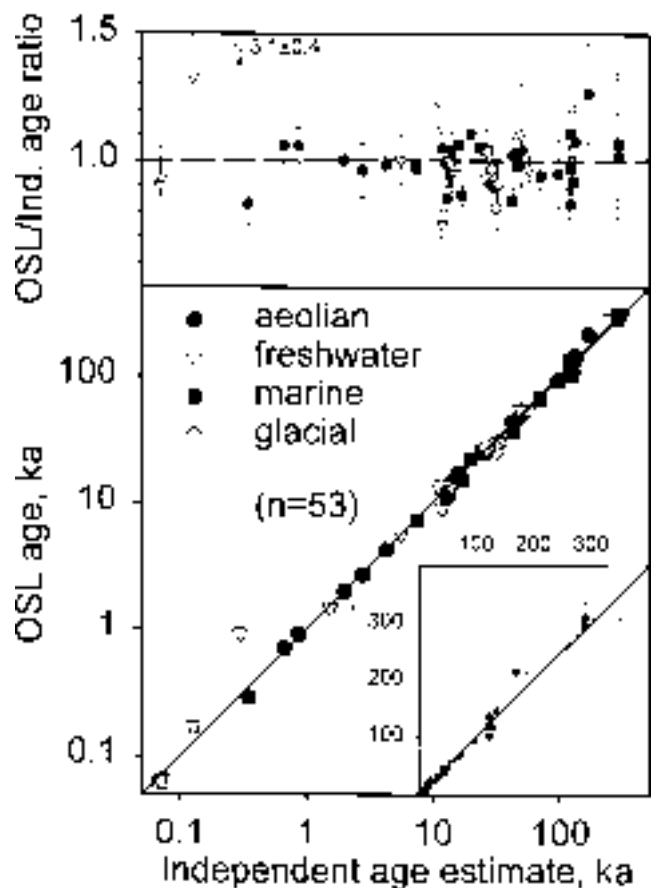 OSL/Ind. age ratio
1.5
1.0
OSL age, ka
100
10
1
0.1
aeolian
freshwater
marine
glacial
(n=53)
100 200 300
300
200
100
0.1 1 10 100
Independent age estimate, ka